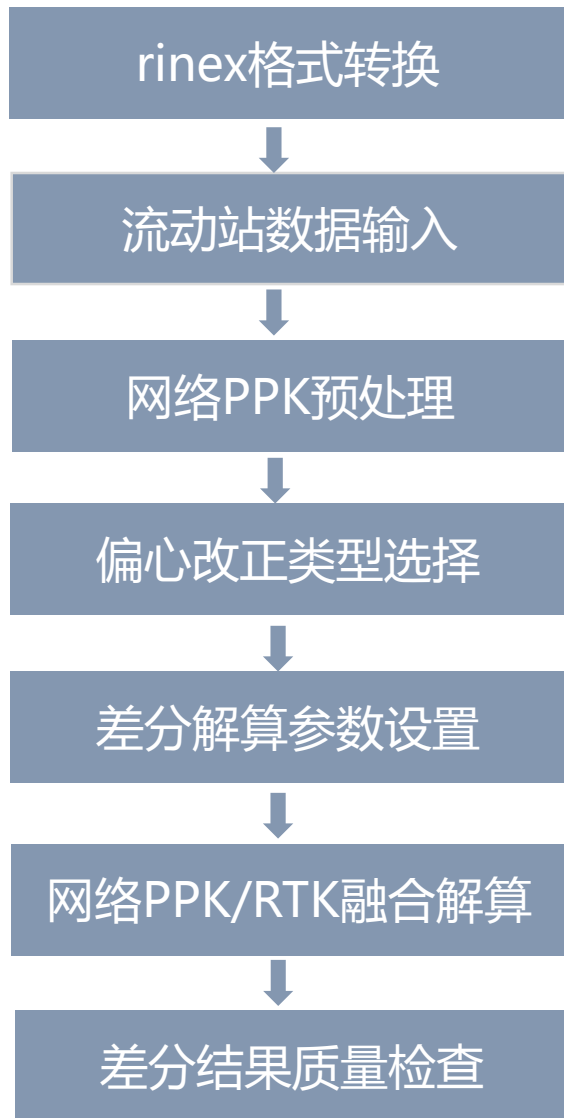 rinex格式转换
流动站数据输入
网络PPK预处理
偏心改正类型选择
差分解算参数设置
网络PPK/RTK融合解算
差分结果质量检查